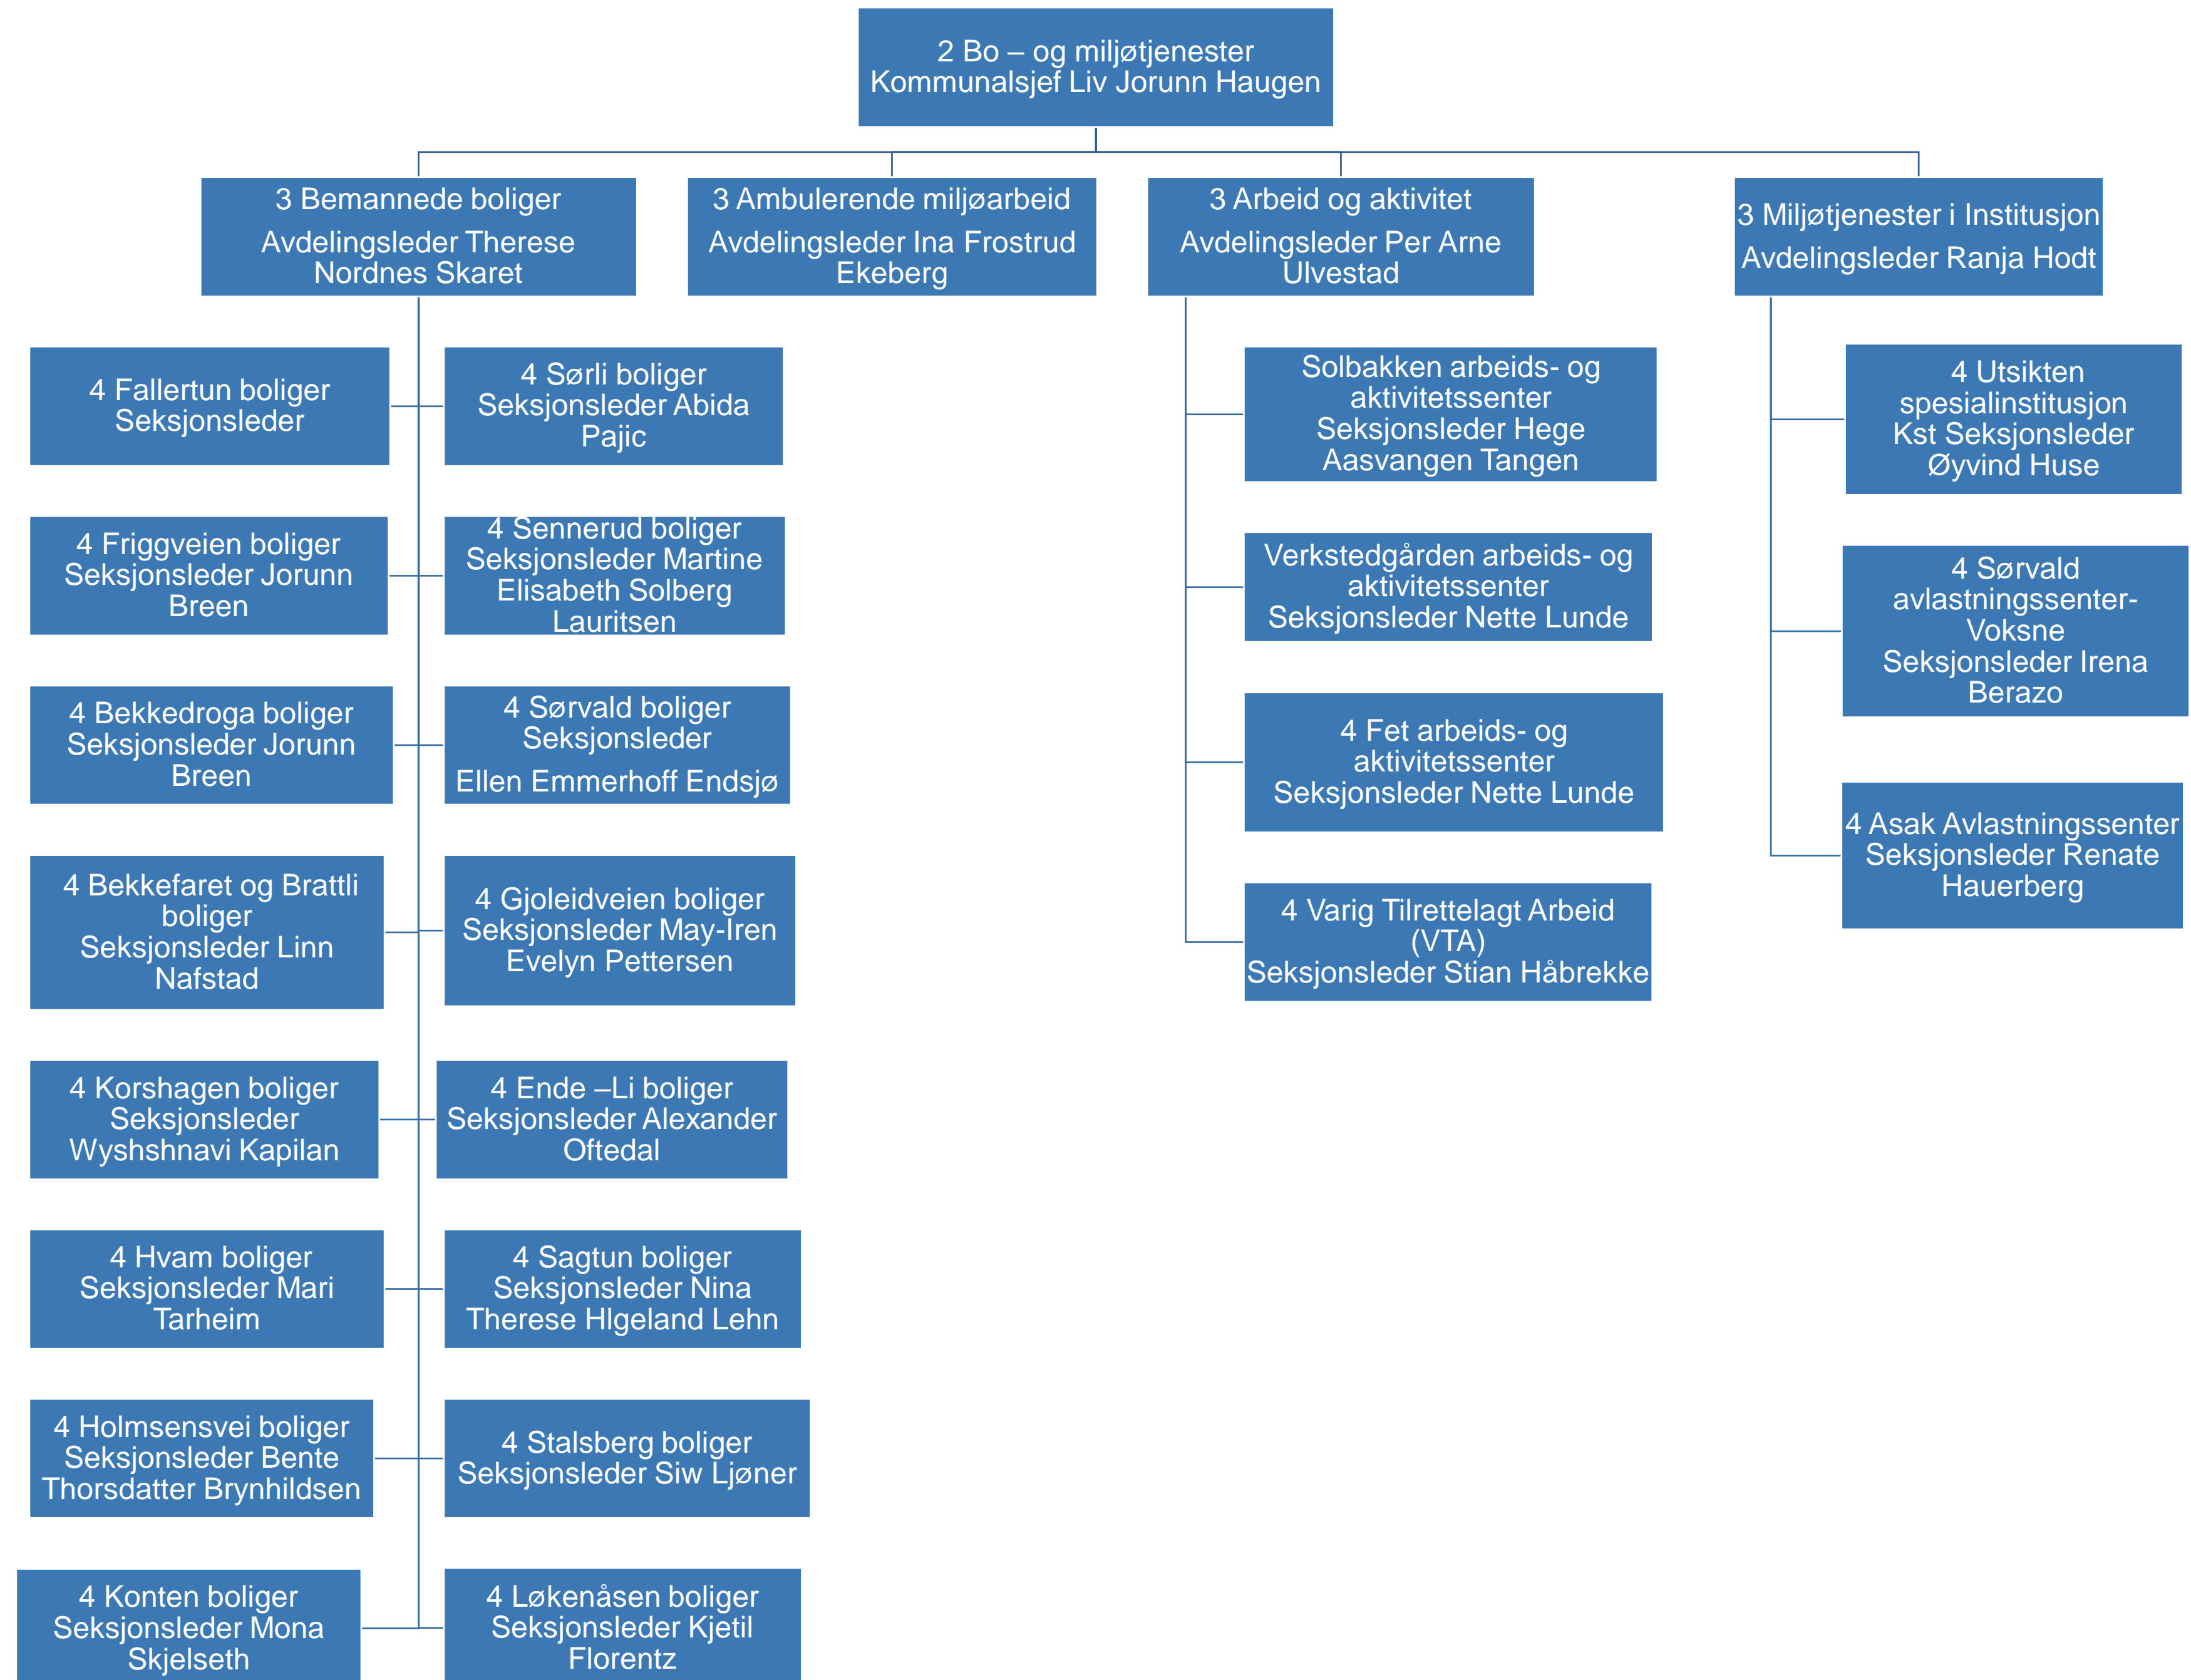 2 Bo – og miljøtjenester
Kommunalsjef Liv Jorunn Haugen
3 Bemannede boliger
Avdelingsleder Therese
Nordnes Skaret
3 Ambulerende miljøarbeid
Avdelingsleder Ina Frostrud
Ekeberg
3 Arbeid og aktivitet
Avdelingsleder Per Arne
Ulvestad
3 Miljøtjenester i Institusjon
Avdelingsleder Ranja Hodt
4 Fallertun boliger
Seksjonsleder
4 Sørli boliger
Seksjonsleder Abida
Pajic
4 Friggveien boliger
Seksjonsleder Jorunn
Breen
4 Sennerud boliger
Seksjonsleder Martine
Elisabeth Solberg
Lauritsen
4 Bekkedroga boliger
Seksjonsleder Jorunn
Breen
4 Sørvald boliger
Seksjonsleder
Ellen Emmerhoff Endsjø
4 Bekkefaret og Brattli
boliger
Seksjonsleder Linn
Nafstad
4 Gjoleidveien boliger
Seksjonsleder May-Iren
Evelyn Pettersen
4 Korshagen boliger
Seksjonsleder
Wyshshnavi Kapilan
4 Ende –Li boliger
Seksjonsleder Alexander
Oftedal
4 Hvam boliger
Seksjonsleder Mari
Tarheim
4 Sagtun boliger
Seksjonsleder Nina
Therese HIgeland Lehn
4 Holmsensvei boliger
Seksjonsleder Bente
Thorsdatter Brynhildsen
4 Stalsberg boliger
Seksjonsleder Siw Ljøner
4 Konten boliger
Seksjonsleder Mona
Skjelseth
4 Løkenåsen boliger
Seksjonsleder Kjetil
Florentz
Solbakken arbeids- og
aktivitetssenter
Seksjonsleder Hege
Aasvangen Tangen
Verkstedgården arbeids- og
aktivitetssenter
Seksjonsleder Nette Lunde
4 Fet arbeids- og
aktivitetssenter
Seksjonsleder Nette Lunde
4 Varig Tilrettelagt Arbeid
(VTA)
Seksjonsleder Stian Håbrekke
4 Utsikten
spesialinstitusjon
Kst Seksjonsleder
Øyvind Huse
4 Sørvald
avlastningssenter-
Voksne
Seksjonsleder Irena
Berazo
4 Asak Avlastningssenter
Seksjonsleder Renate
Hauerberg